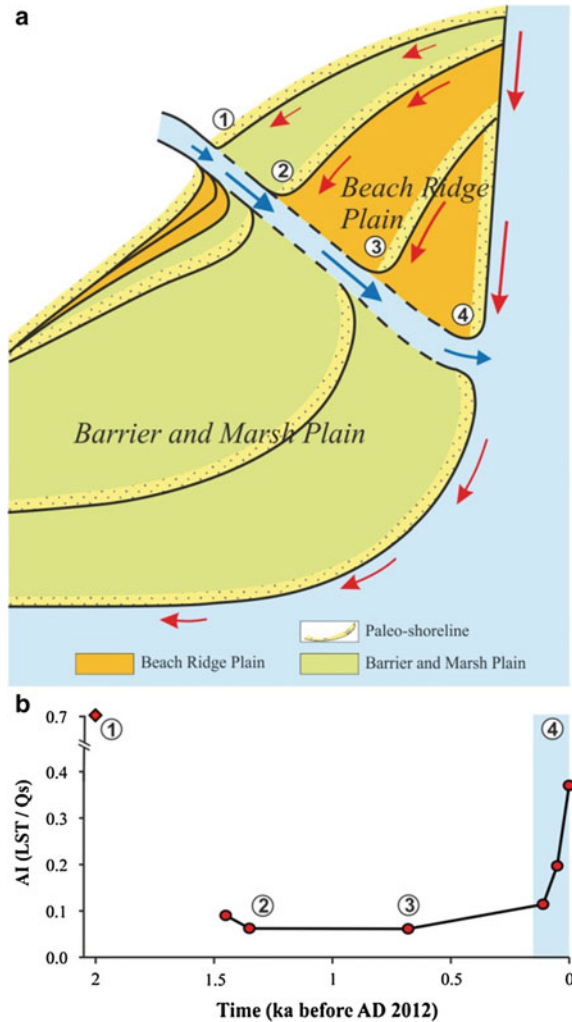 a
①
②
Beach Ridge
Plain
③
④
Barrier and Marsh Plain
Paleo-shoreline
Beach Ridge Plain
Barrier and Marsh Plain
b
0.7
①
④
0.4
0.3
0.2
②
③
0.1
0.0
AI (LST / Qs)
2
1.5
1
0.5
0
Time (ka before AD 2012)